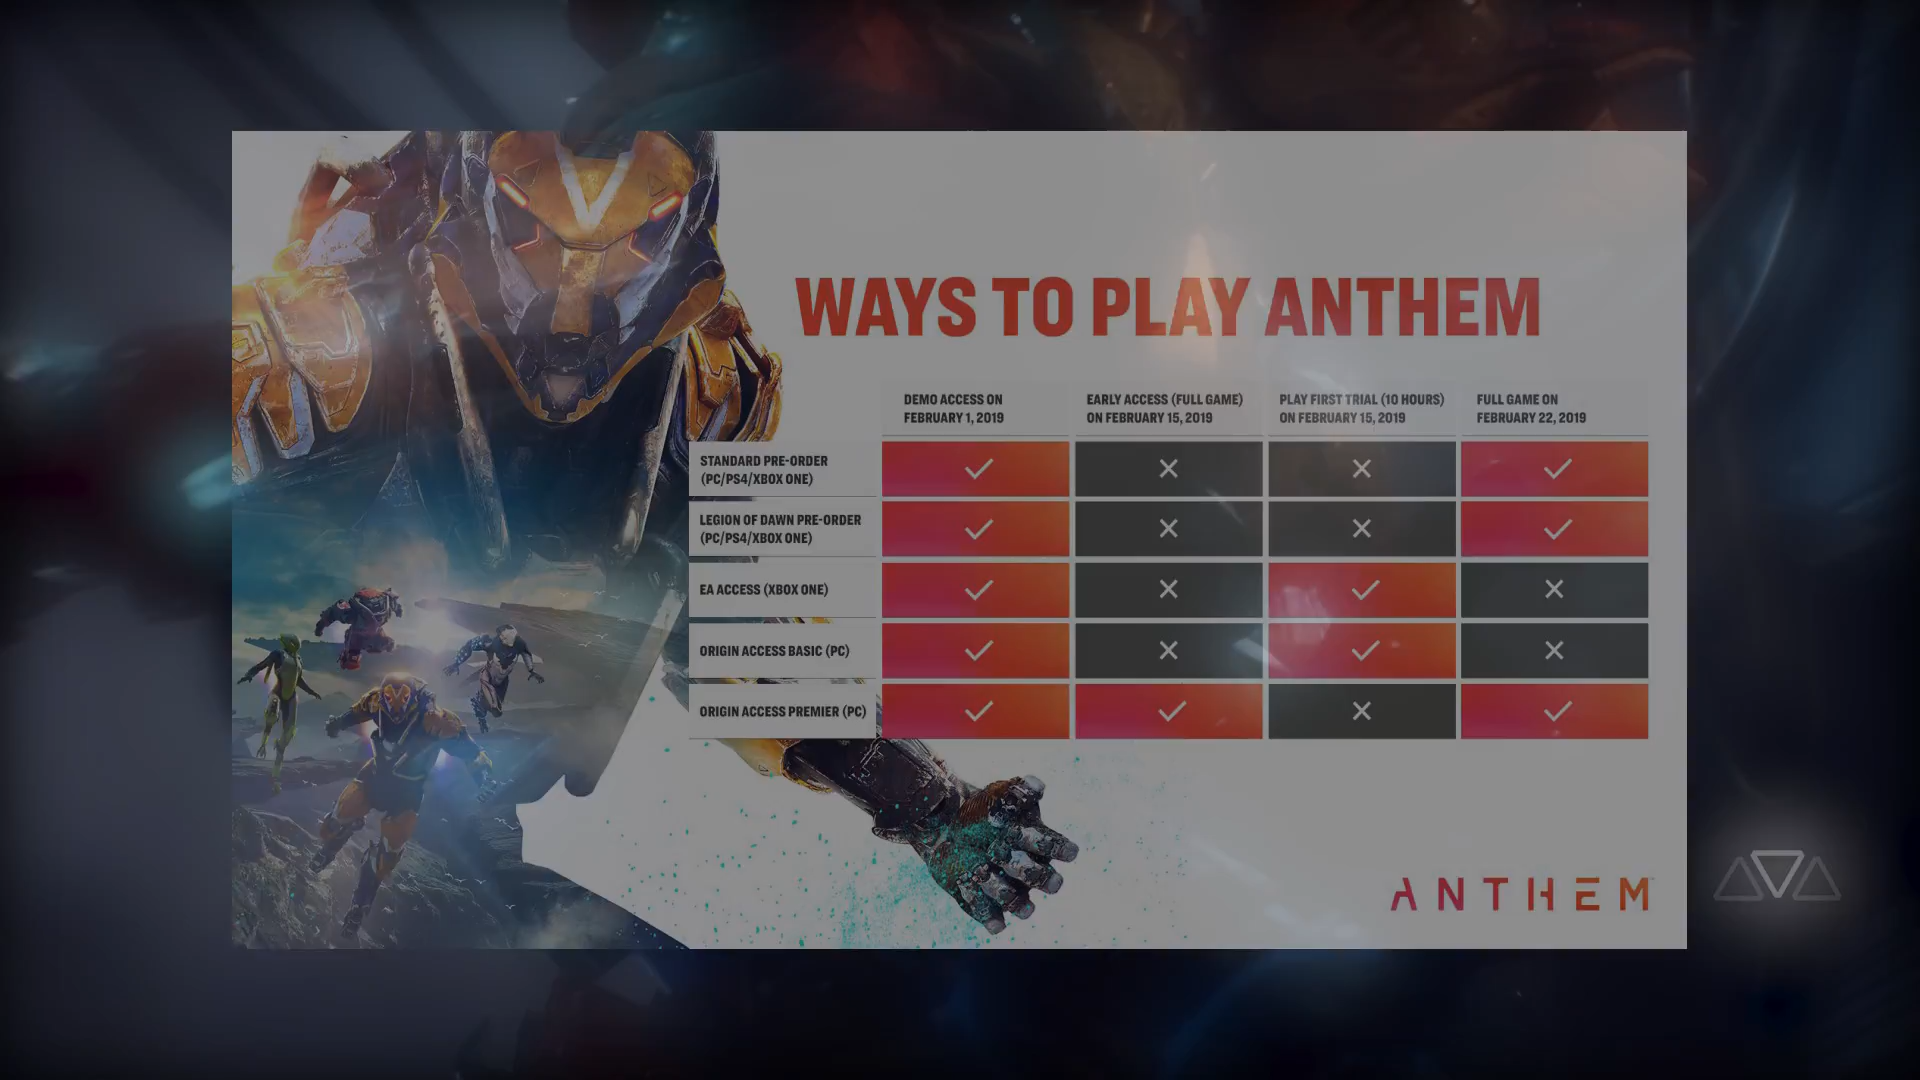 WAYS TO PLAY ANTHEM
DEMO ACCESS ON
FEBRUARY 1, 2019
EARLY ACCESS (FULL GAME)
ON FEBRUARY 15, 2019
PLAY FIRST TRIAL (10 HOURS)
ON FEBRUARY 15, 2019
FULL GAME ON
FEBRUARY 22, 2019
STANDARD PRE-ORDER
(PC/PS4/XBOX ONE)
LEGION OF DAWN PRE-ORDER
(PC/PS4/XBOX ONE)
EA ACCESS (XBOX ONE)
ORIGIN ACCESS BASIC (PC)
ORIGIN ACCESS PREMIER (PC)
ANTHEM